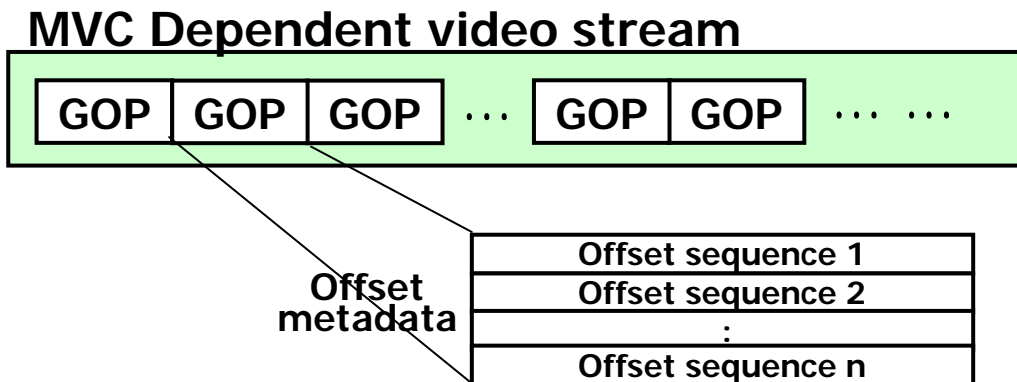 MVC Dependent video stream
GOP GOP GOP ... GOP GOP ... ...
Offset sequence 1
Offset metadata
Offset sequence 2
:
Offset sequence n